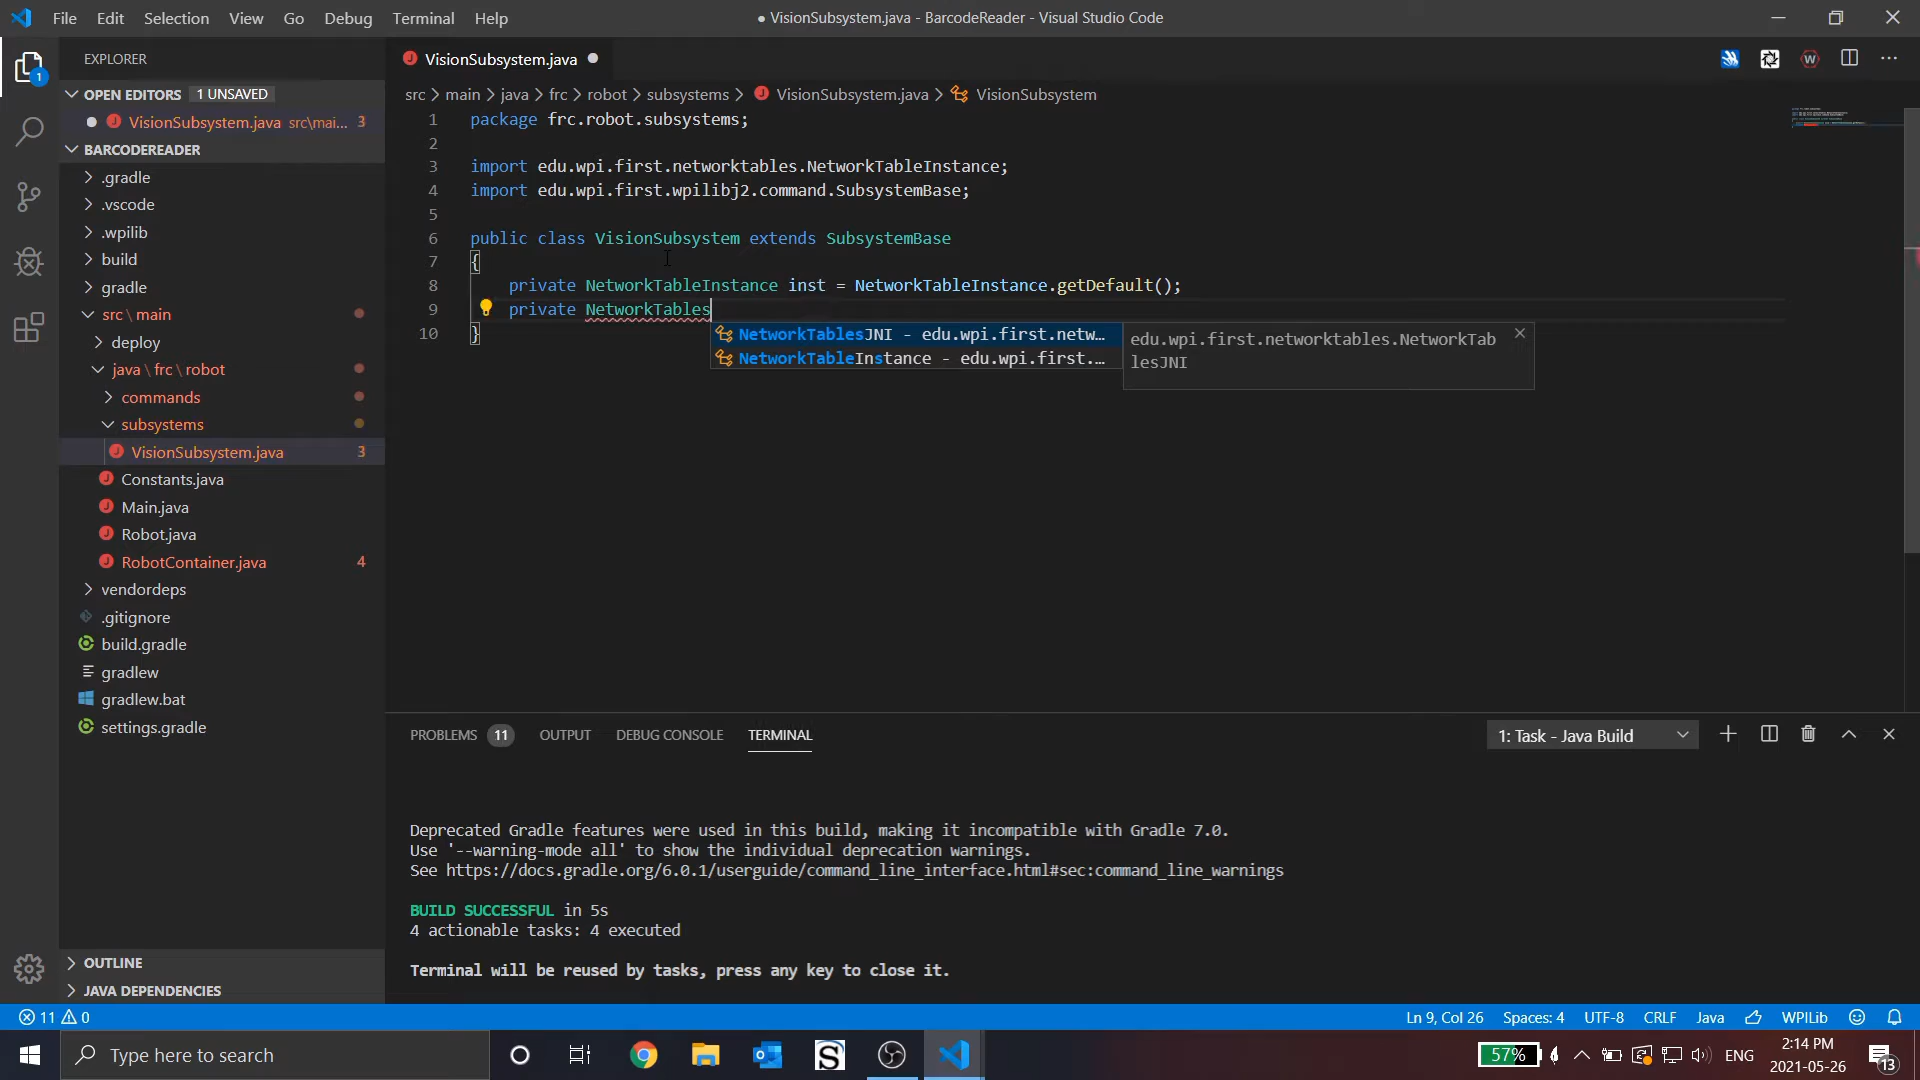 File Edit Selection View Go Debug Terminal Help
● VisionSubsystem.java - BarcodeReader - Visual Studio Code
EXPLORER
OPEN EDITORS 1 UNSAVED
VisionSubsystem.java src\mai... 3
BARCODEREADER
.gradle
.vscode
.wpilib
build
gradle
src \ main
deploy
java \ frc \ robot
commands
subsystems
VisionSubsystem.java 3
Constants.java
Main.java
Robot.java
RobotContainer.java 4
vendordeps
.gitignore
build.gradle
gradlew
gradlew.bat
settings.gradle
OUTLINE
JAVA DEPENDENCIES
VisionSubsystem.java
src > main > java > frc > robot > subsystems > VisionSubsystem.java > VisionSubsystem
1 package frc.robot.subsystems;
2
3 import edu.wpi.first.networktables.NetworkTableInstance;
4 import edu.wpi.first.wpilibj2.command.SubsystemBase;
5
6 public class VisionSubsystem extends SubsystemBase
7 {
8 private NetworkTableInstance inst = NetworkTableInstance.getDefault();
9 private NetworkTables
10 }
NetworkTablesJNI - edu.wpi.first.netw...
NetworkTableInstance - edu.wpi.first....
edu.wpi.first.networktables.NetworkTab
lesJNI
PROBLEMS 11 OUTPUT DEBUG CONSOLE TERMINAL
1: Task - Java Build
Deprecated Gradle features were used in this build, making it incompatible with Gradle 7.0.
Use '--warning-mode all' to show the individual deprecation warnings.
See https://docs.gradle.org/6.0.1/userguide/command_line_interface.html#sec:command_line_warnings
BUILD SUCCESSFUL in 5s
4 actionable tasks: 4 executed
Terminal will be reused by tasks, press any key to close it.
11 0
Ln 9, Col 26 Spaces: 4 UTF-8 CRLF Java WPILib
Type here to search
57%
ENG
2:14 PM
2021-05-26
13